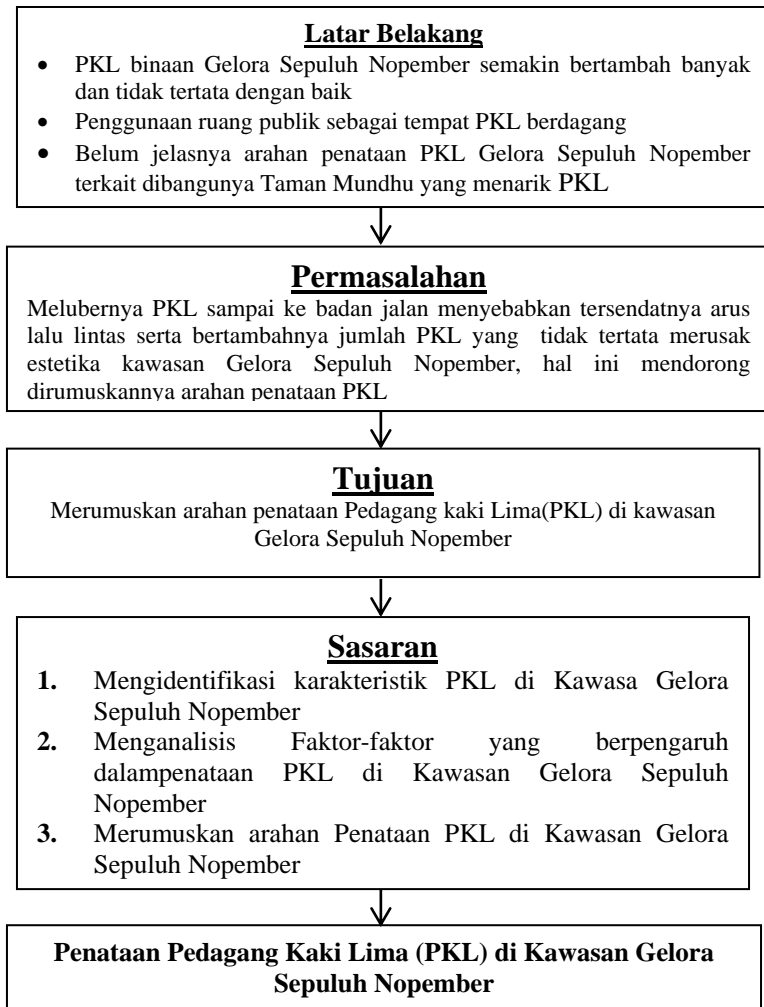 Latar Belakang
• PKL binaan Gelora Sepuluh Nopember semakin bertambah banyak
dan tidak tertata dengan baik
• Penggunaan ruang publik sebagai tempat PKL berdagang
• Belum jelasnya arahan penataan PKL Gelora Sepuluh Nopember
terkait dibangunya Taman Mundhu yang menarik PKL
Permasalahan
Melubernya PKL sampai ke badan jalan menyebabkan tersendatnya arus
lalu lintas serta bertambahnya jumlah PKL yang tidak tertata merusak
estetika kawasan Gelora Sepuluh Nopember, hal ini mendorong
dirumuskannya arahan penataan PKL
Tujuan
Merumuskan arahan penataan Pedagang kaki Lima(PKL) di kawasan
Gelora Sepuluh Nopember
Sasaran
1. Mengidentifikasi karakteristik PKL di Kawasa Gelora
Sepuluh Nopember
2. Menganalisis Faktor-faktor yang berpengaruh
dalampenataan PKL di Kawasan Gelora Sepuluh
Nopember
3. Merumuskan arahan Penataan PKL di Kawasan Gelora
Sepuluh Nopember
Penataan Pedagang Kaki Lima (PKL) di Kawasan Gelora
Sepuluh Nopember